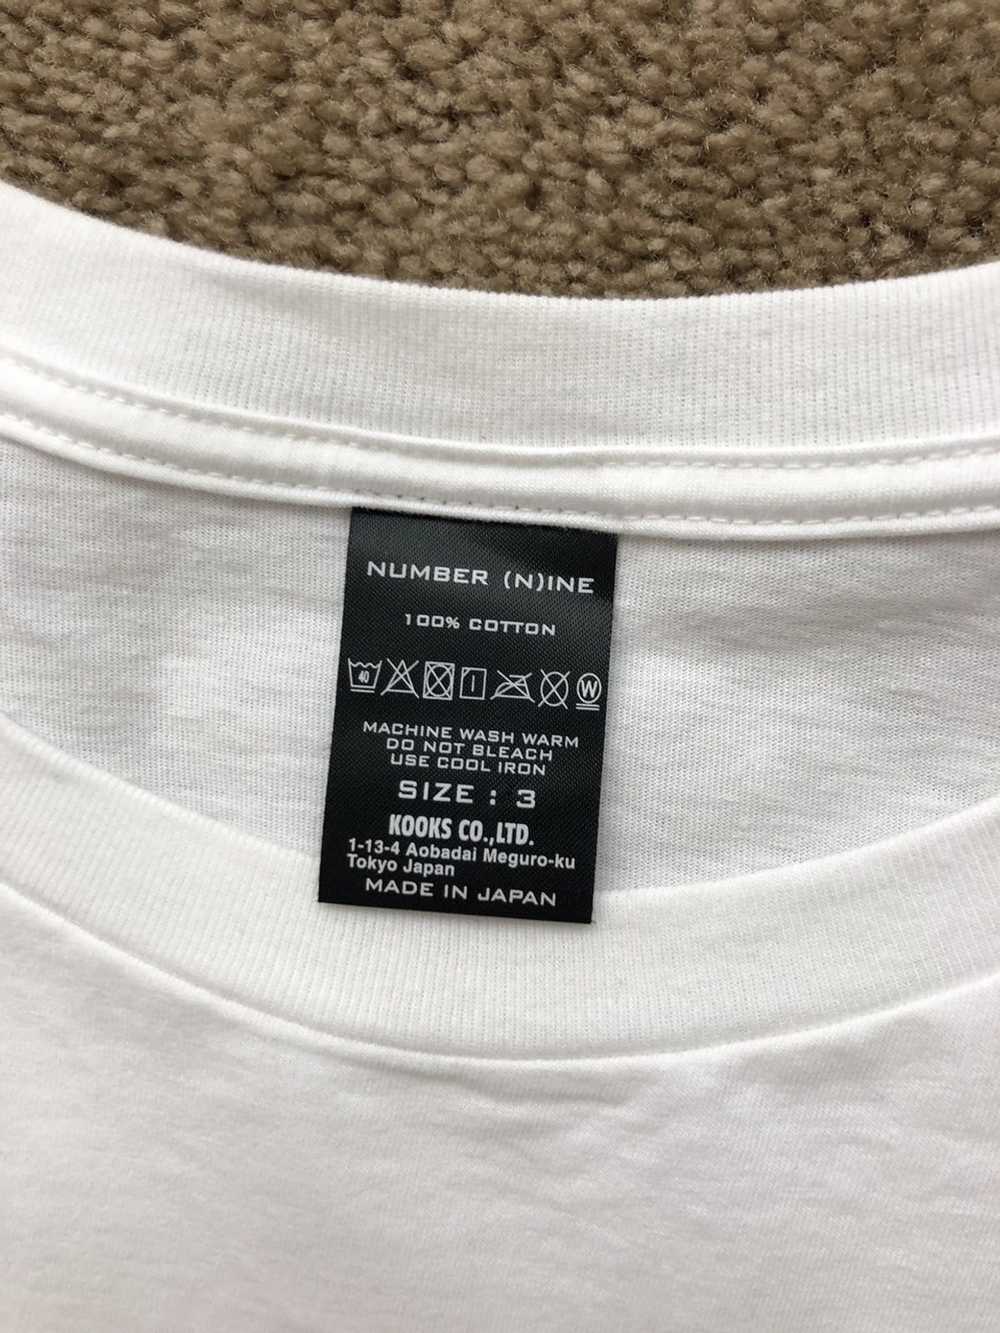 NUMBER (N)INE
100% COTTON
40 W
MACHINE WASH WARM
DO NOT BLEACH
USE COOL IRON
SIZE : 3
KOOKS CO.,LTD.
1-13-4 Aobadai Meguro-ku
Tokyo Japan
MADE IN JAPAN